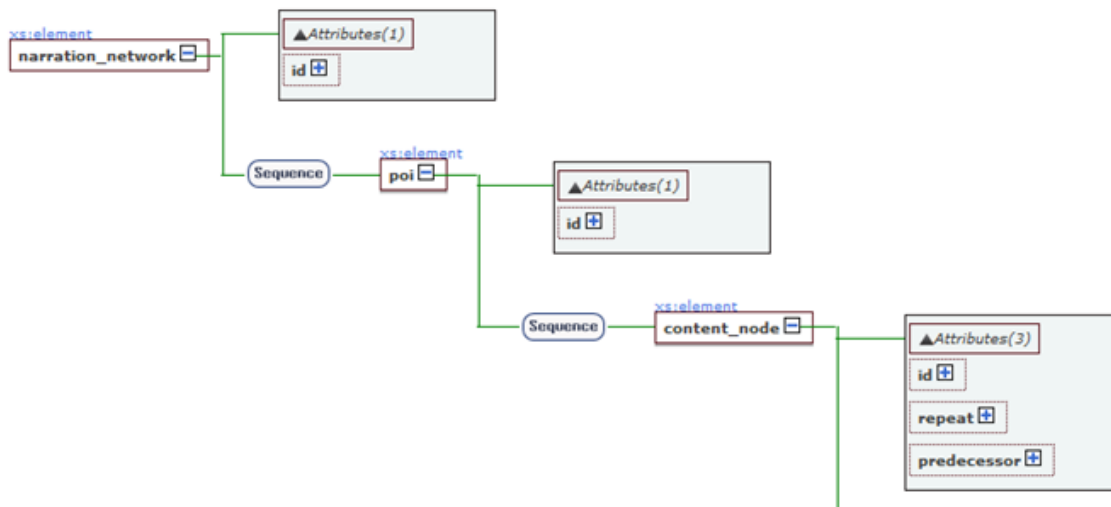 xs:element
narration_network
▲Attributes(1)
id
Sequence
xs:element
poi
▲Attributes(1)
id
Sequence
xs:element
content_node
▲Attributes(3)
id
repeat
predecessor